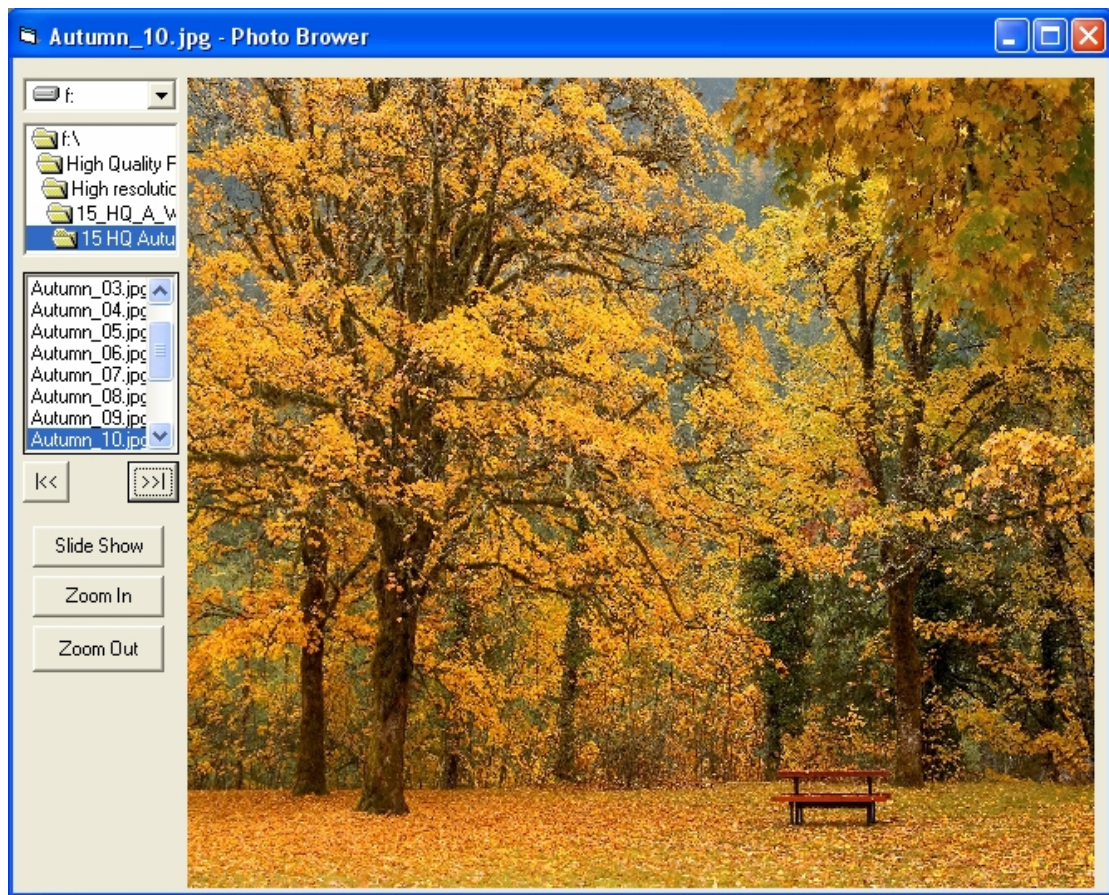 Autumn_10.jpg - Photo Brower
f:
f:\
High Quality F
High resolutic
15_HQ_A_V
15 HQ Autu
Autumn_03.jpg
Autumn_04.jpg
Autumn_05.jpg
Autumn_06.jpg
Autumn_07.jpg
Autumn_08.jpg
Autumn_09.jpg
Autumn_10.jpg
|<<
>>|
Slide Show
Zoom In
Zoom Out